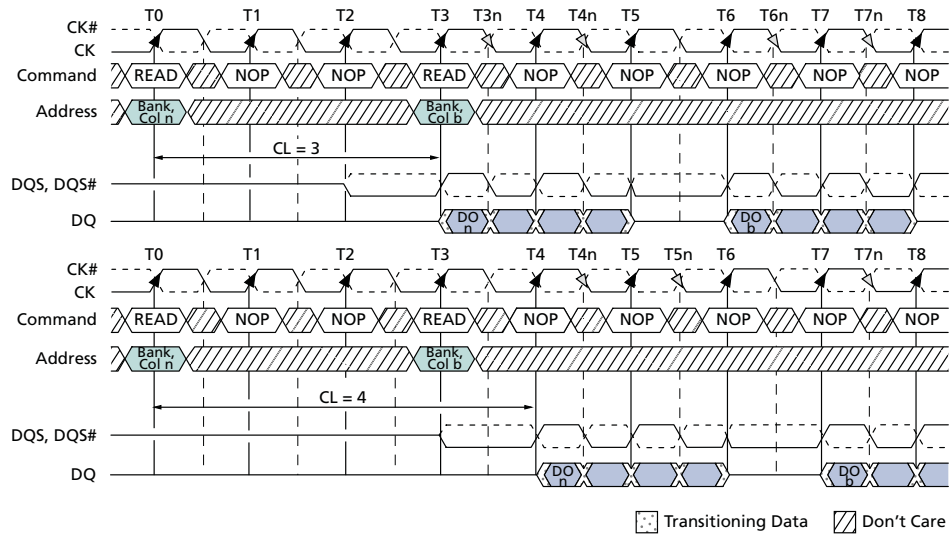 T0 T1 T2 T3 T3n T4 T4n T5 T6 T6n T7 T7n T8
CK#
CK
Command READ NOP NOP READ NOP NOP NOP NOP NOP
Address Bank, Col n Bank, Col b
CL = 3
DQS, DQS#
DQ DO n DO b
T0 T1 T2 T3 T4 T4n T5 T5n T6 T7 T7n T8
CK#
CK
Command READ NOP NOP READ NOP NOP NOP NOP NOP
Address Bank, Col n Bank, Col b
CL = 4
DQS, DQS#
DQ DO n DO b
Transitioning Data Don't Care